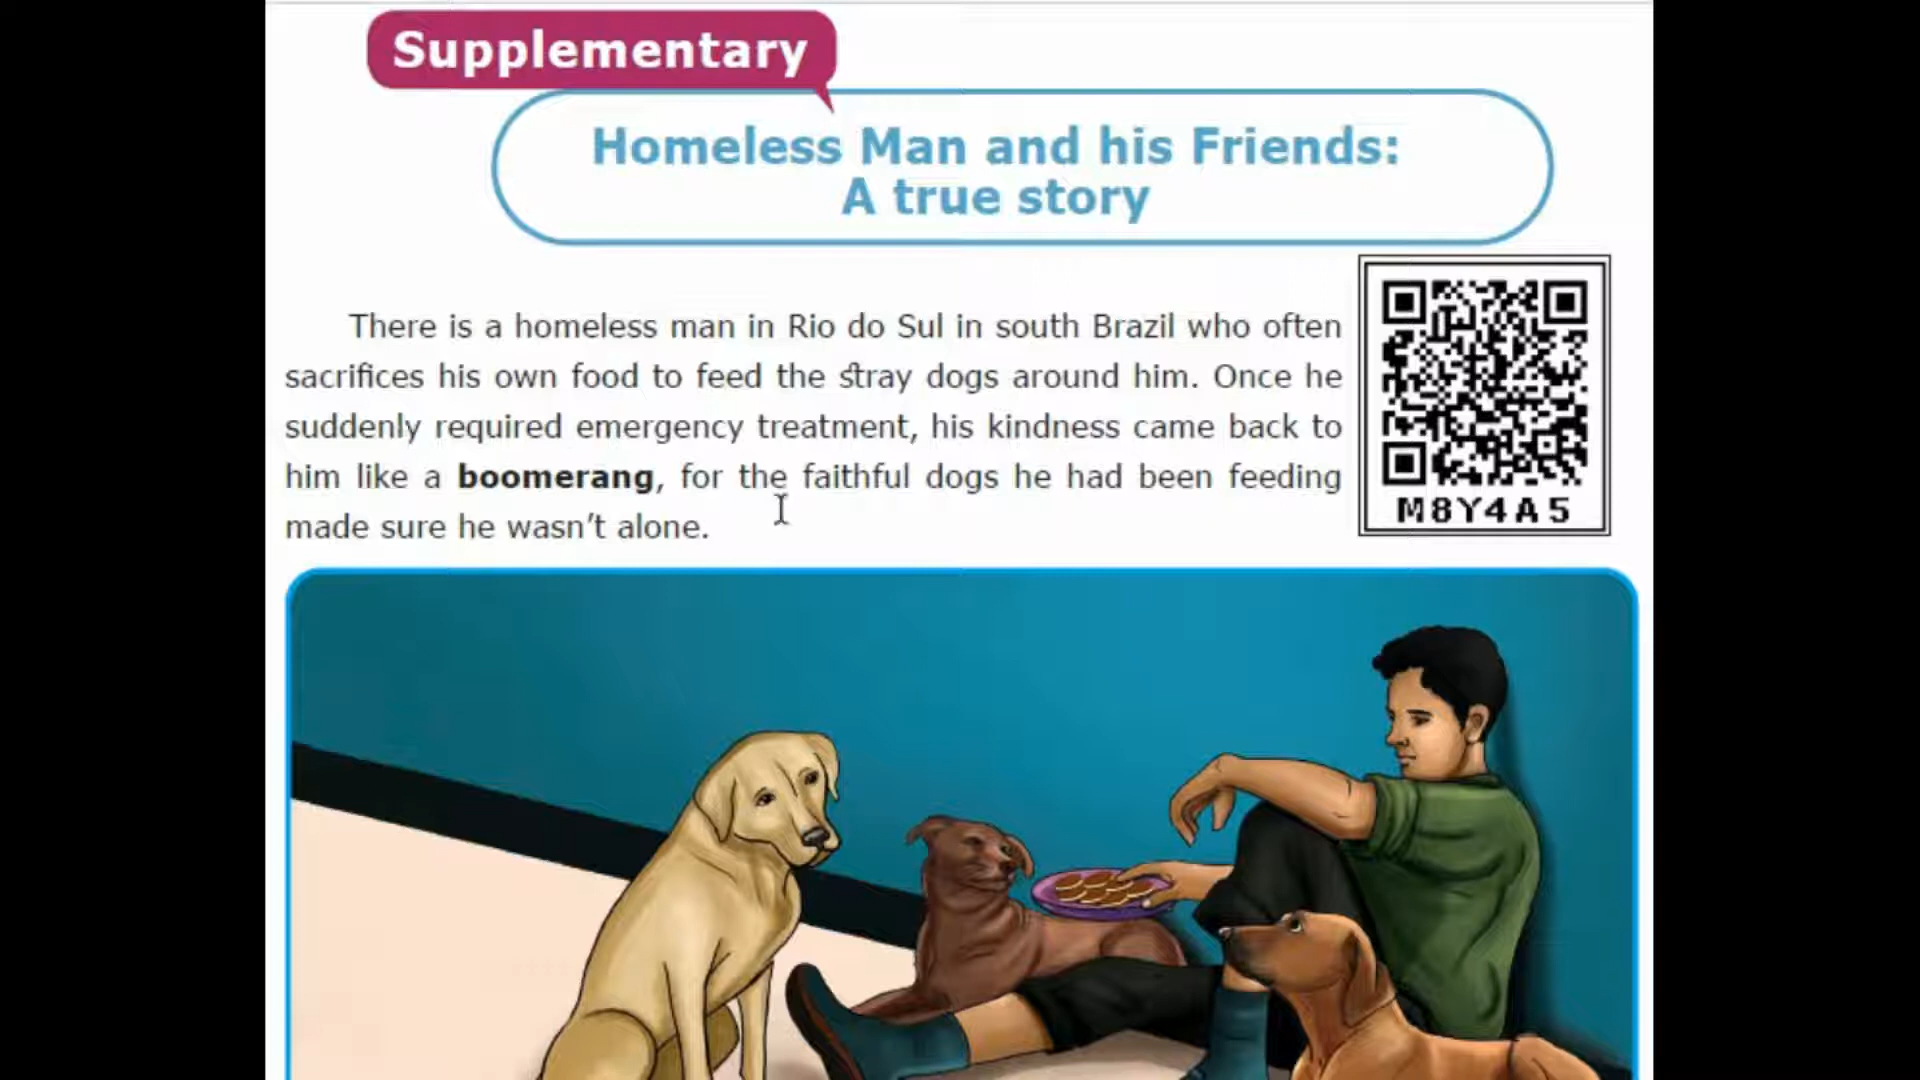 Supplementary
Homeless Man and his Friends:
A true story
There is a homeless man in Rio do Sul in south Brazil who often
sacrifices his own food to feed the stray dogs around him. Once he
suddenly required emergency treatment, his kindness came back to
him like a boomerang, for the faithful dogs he had been feeding
made sure he wasn’t alone.
M8Y4A5